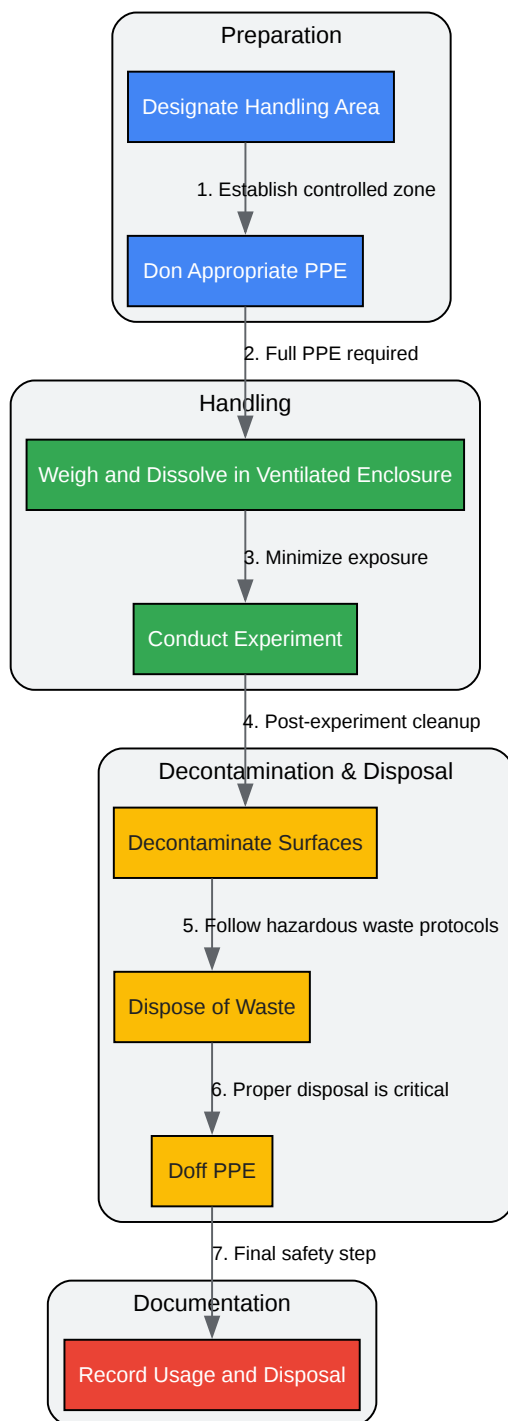 Preparation
Designate Handling Area
1. Establish controlled zone
Don Appropriate PPE
2. Full PPE required
Handling
Weigh and Dissolve in Ventilated Enclosure
3. Minimize exposure
Conduct Experiment
4. Post-experiment cleanup
Decontamination & Disposal
Decontaminate Surfaces
5. Follow hazardous waste protocols
Dispose of Waste
6. Proper disposal is critical
Doff PPE
7. Final safety step
Documentation
Record Usage and Disposal